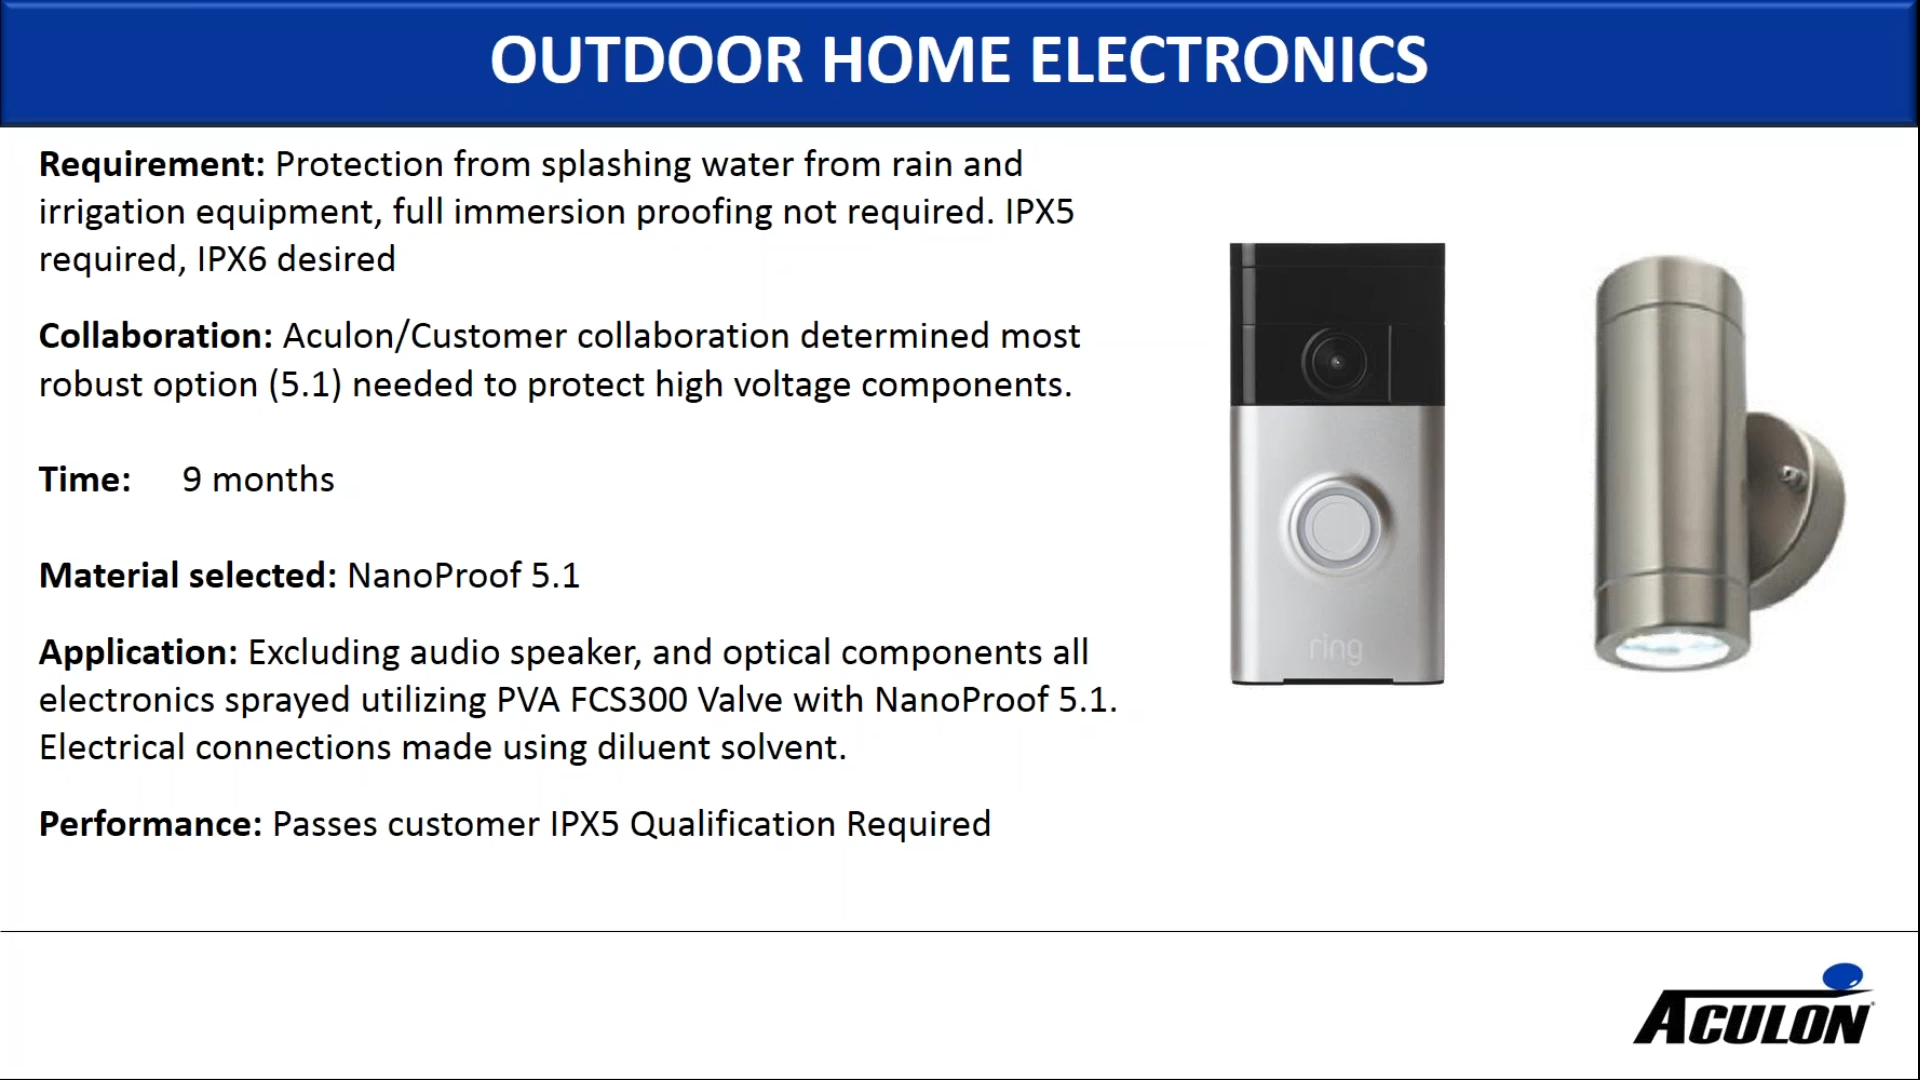 OUTDOOR HOME ELECTRONICS
Requirement: Protection from splashing water from rain and
irrigation equipment, full immersion proofing not required. IPX5
required, IPX6 desired
Collaboration: Aculon/Customer collaboration determined most
robust option (5.1) needed to protect high voltage components.
Time: 9 months
Material selected: NanoProof 5.1
Application: Excluding audio speaker, and optical components all
electronics sprayed utilizing PVA FCS300 Valve with NanoProof 5.1.
Electrical connections made using diluent solvent.
Performance: Passes customer IPX5 Qualification Required
ring
ACULON